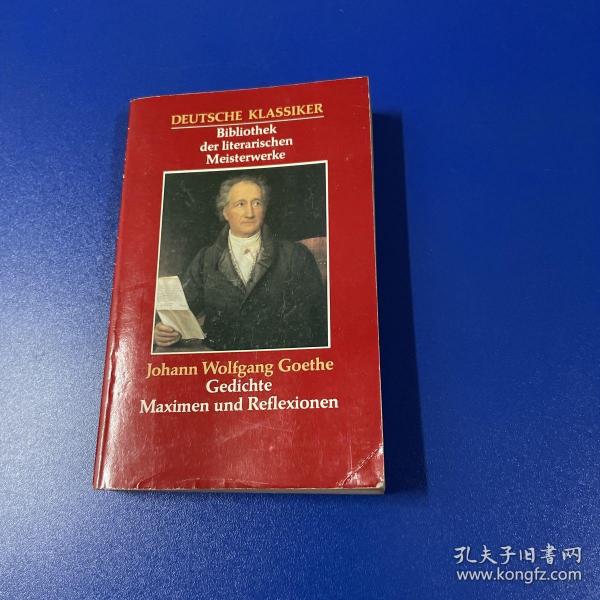 DEUTSCHE KLASSIKER
Bibliothek
der literarischen
Meisterwerke
Johann Wolfgang Goethe
Gedichte
Maximen und Reflexionen
孔夫子旧書网
www.kongfz.com